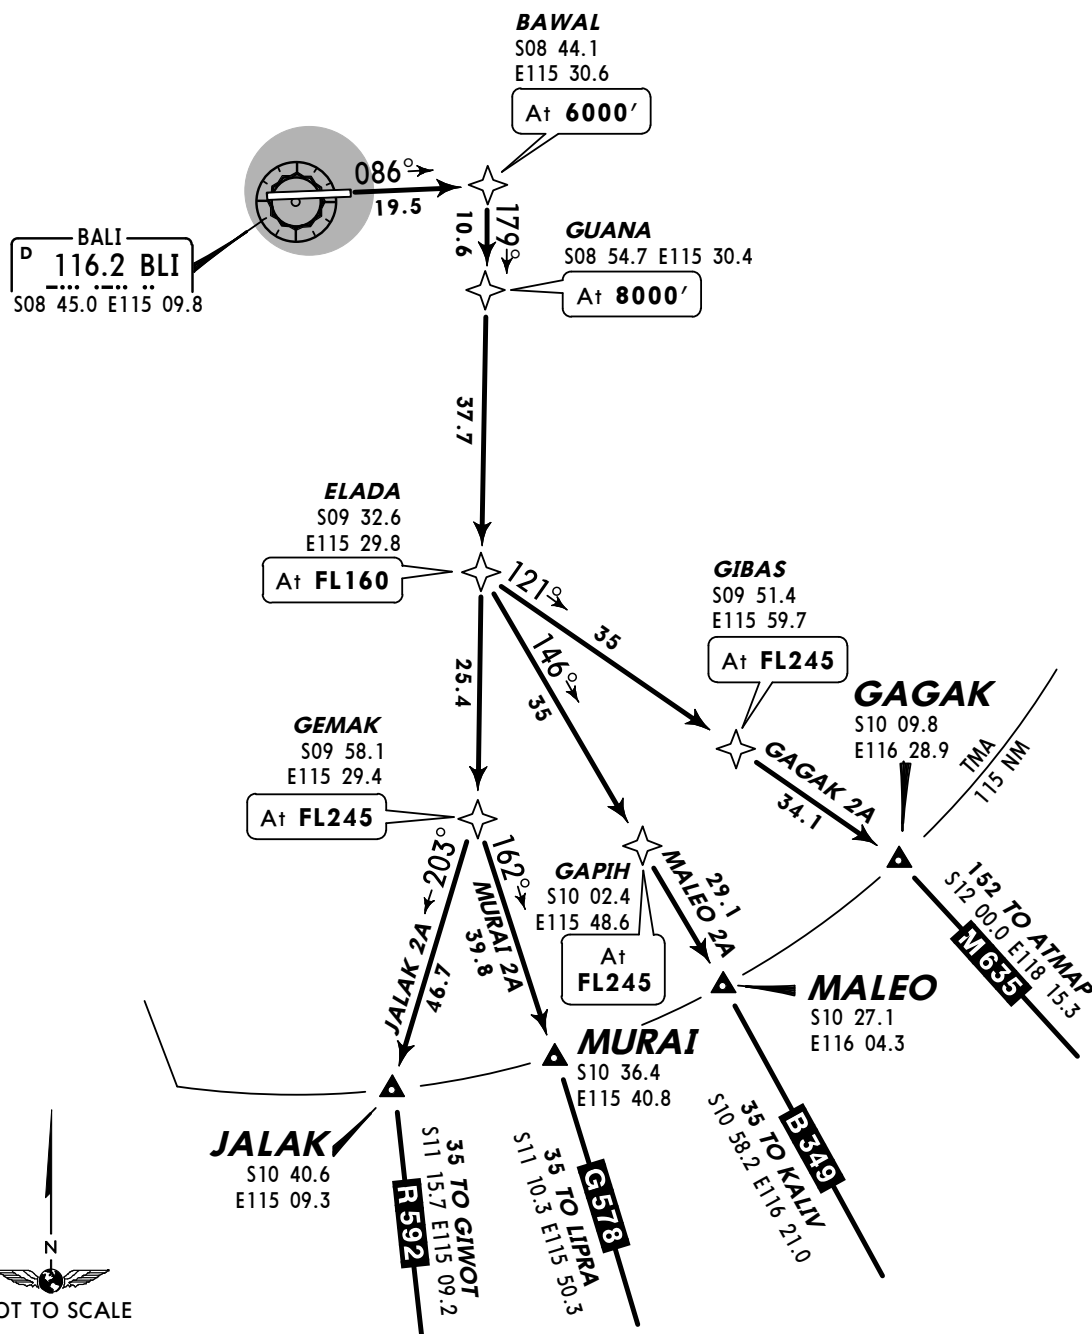 BAWAL
S08 44.1
E115 30.6
At 6000'
086°
19.5
10.6
179°
BALI
D 116.2 BLI
S08 45.0 E115 09.8
GUANA
S08 54.7 E115 30.4
At 8000'
37.7
ELADA
S09 32.6
E115 29.8
At FL160
121°
35
146°
35
25.4
GIBAS
S09 51.4
E115 59.7
At FL245
GAGAK
S10 09.8
E116 28.9
TMA
115 NM
GEMAK
S09 58.1
E115 29.4
At FL245
GAGAK 2A
34.1
203°
162°
JALAK 2A
46.7
MURAI 2A
39.8
GAPIH
S10 02.4
E115 48.6
At
FL245
29.1
MALEO 2A
152 TO ATMAP
S12 00.0 E118 15.3
M635
MALEO
S10 27.1
E116 04.3
MURAI
S10 36.4
E115 40.8
JALAK
S10 40.6
E115 09.3
35 TO GIWOT
S11 15.7 E115 09.2
R592
35 TO LIPRA
S11 10.3 E115 50.3
G578
35 TO KALIV
S10 58.2 E116 21.0
B349
N
OT TO SCALE